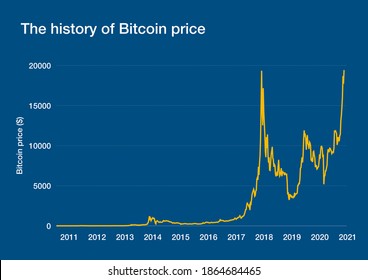 The history of Bitcoin price
20000
15000
10000
5000
0
Bitcoin price ($)
2011 2012 2013 2014 2015 2016 2017 2018 2019 2020 2021
shutterstock.com · 1864684465